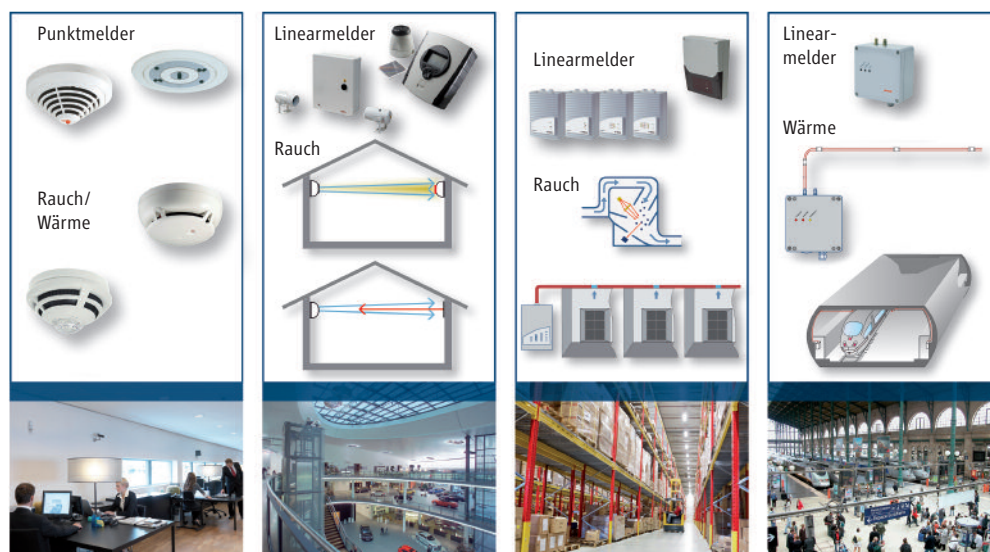 Punktmelder
Rauch/
Wärme
Linearmelder
Rauch
Linearmelder
Rauch
Linear-
melder
Wärme